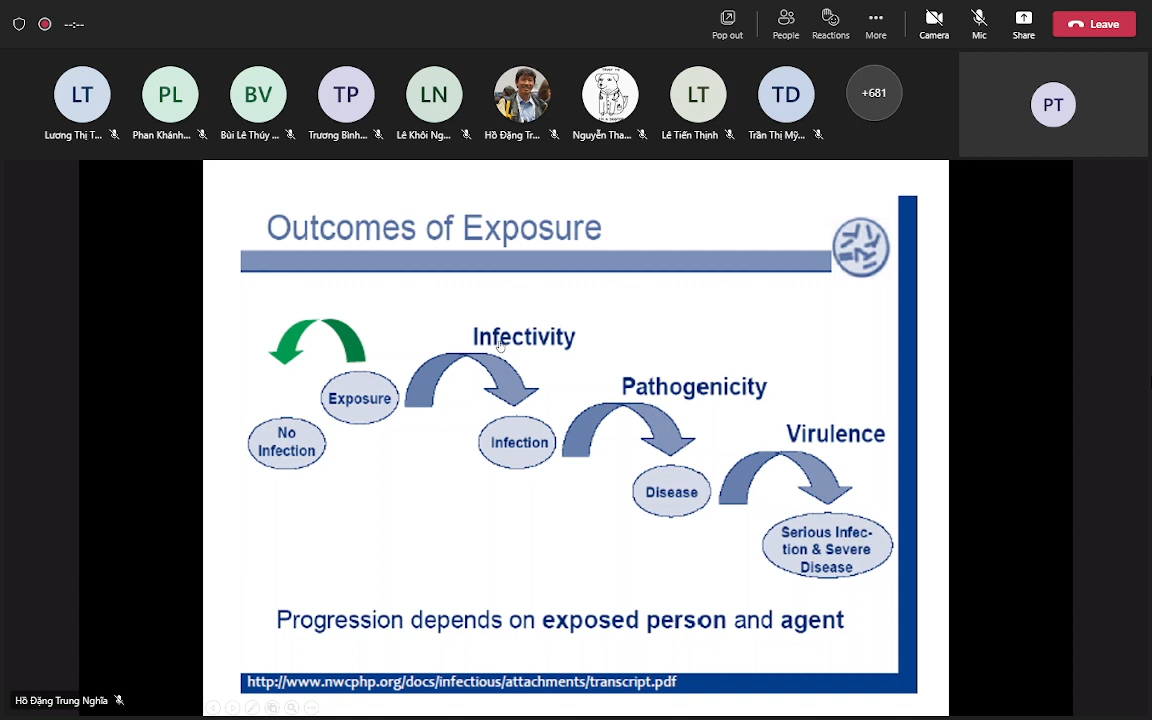 --:--
Pop out
People
Reactions
More
Camera
Mic
Share
Leave
LT
PL
BV
TP
LN
LT
TD
+681
PT
Lương Thị T...
Phan Khánh...
Bùi Lê Thúy ...
Trương Bình...
Lê Khôi Ng...
Hồ Đặng Tr...
Nguyễn Tha...
Lê Tiến Thịnh
Trần Thị Mỹ...
Outcomes of Exposure
Infectivity
Pathogenicity
Exposure
No
Infection
Infection
Virulence
Disease
Serious Infec-
tion & Severe
Disease
Progression depends on exposed person and agent
http://www.nwcphp.org/docs/infectious/attachments/transcript.pdf
Hồ Đặng Trung Nghĩa